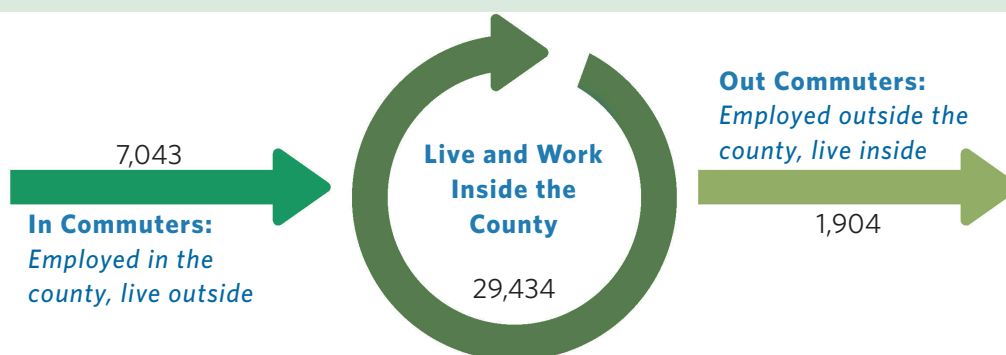 7,043
In Commuters:
Employed in the
county, live outside
Live and Work
Inside the
County
29,434
Out Commuters:
Employed outside the
county, live inside
1,904